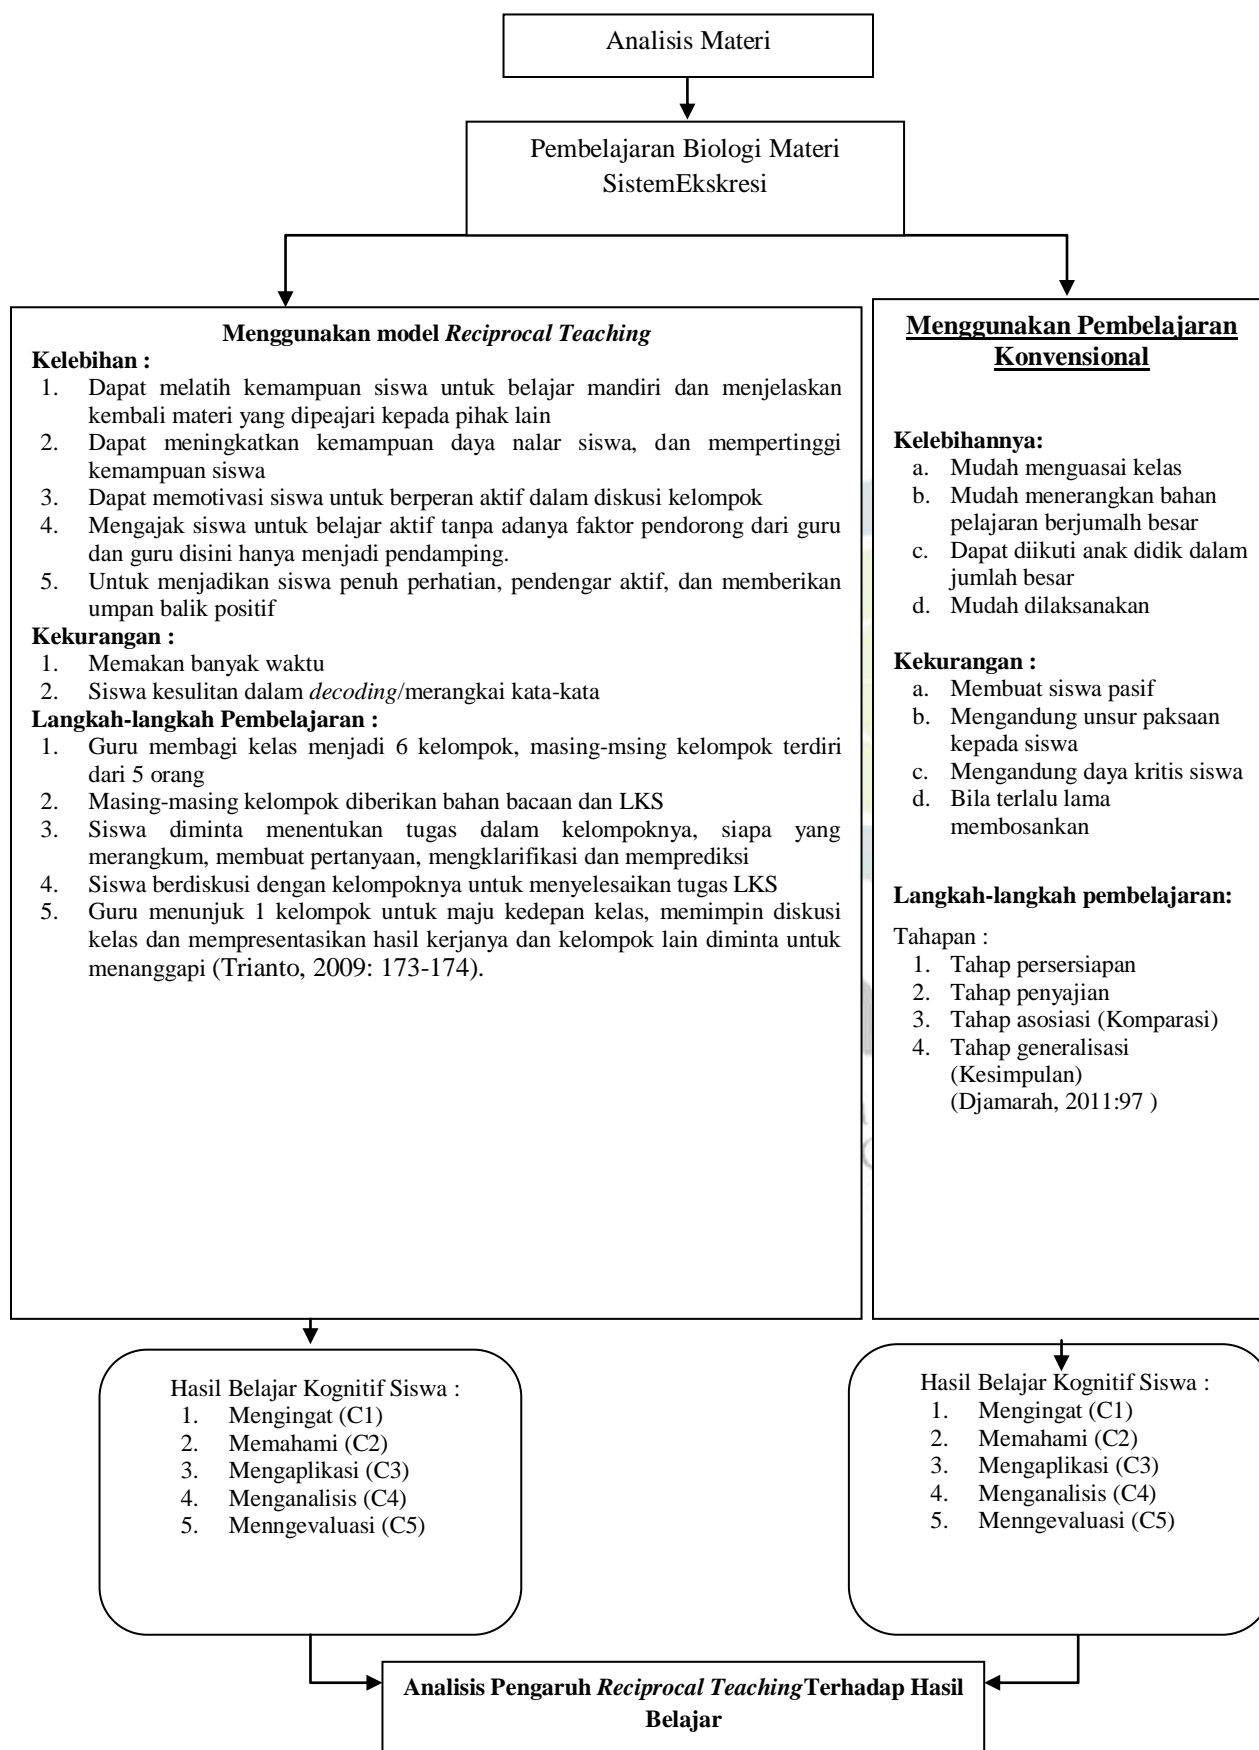 Analisis Materi
Pembelajaran Biologi Materi
SistemEkskresi
Menggunakan model Reciprocal Teaching
Kelebihan :
1. Dapat melatih kemampuan siswa untuk belajar mandiri dan menjelaskan
kembali materi yang dipeajari kepada pihak lain
2. Dapat meningkatkan kemampuan daya nalar siswa, dan mempertinggi
kemampuan siswa
3. Dapat memotivasi siswa untuk berperan aktif dalam diskusi kelompok
4. Mengajak siswa untuk belajar aktif tanpa adanya faktor pendorong dari guru
dan guru disini hanya menjadi pendamping.
5. Untuk menjadikan siswa penuh perhatian, pendengar aktif, dan memberikan
umpan balik positif
Kekurangan :
1. Memakan banyak waktu
2. Siswa kesulitan dalam decoding/merangkai kata-kata
Langkah-langkah Pembelajaran :
1. Guru membagi kelas menjadi 6 kelompok, masing-msing kelompok terdiri
dari 5 orang
2. Masing-masing kelompok diberikan bahan bacaan dan LKS
3. Siswa diminta menentukan tugas dalam kelompoknya, siapa yang
merangkum, membuat pertanyaan, mengklarifikasi dan memprediksi
4. Siswa berdiskusi dengan kelompoknya untuk menyelesaikan tugas LKS
5. Guru menunjuk 1 kelompok untuk maju kedepan kelas, memimpin diskusi
kelas dan mempresentasikan hasil kerjanya dan kelompok lain diminta untuk
menanggapi (Trianto, 2009: 173-174).
Menggunakan Pembelajaran
Konvensional
Kelebihannya:
a. Mudah menguasai kelas
b. Mudah menerangkan bahan
pelajaran berjumalh besar
c. Dapat diikuti anak didik dalam
jumlah besar
d. Mudah dilaksanakan
Kekurangan :
a. Membuat siswa pasif
b. Mengandung unsur paksaan
kepada siswa
c. Mengandung daya kritis siswa
d. Bila terlalu lama
membosankan
Langkah-langkah pembelajaran:
Tahapan :
1. Tahap persersiapan
2. Tahap penyajian
3. Tahap asosiasi (Komparasi)
4. Tahap generalisasi
(Kesimpulan)
(Djamarah, 2011:97 )
Hasil Belajar Kognitif Siswa :
1. Mengingat (C1)
2. Memahami (C2)
3. Mengaplikasi (C3)
4. Menganalisis (C4)
5. Menngevaluasi (C5)
Hasil Belajar Kognitif Siswa :
1. Mengingat (C1)
2. Memahami (C2)
3. Mengaplikasi (C3)
4. Menganalisis (C4)
5. Menngevaluasi (C5)
Analisis Pengaruh Reciprocal TeachingTerhadap Hasil
Belajar